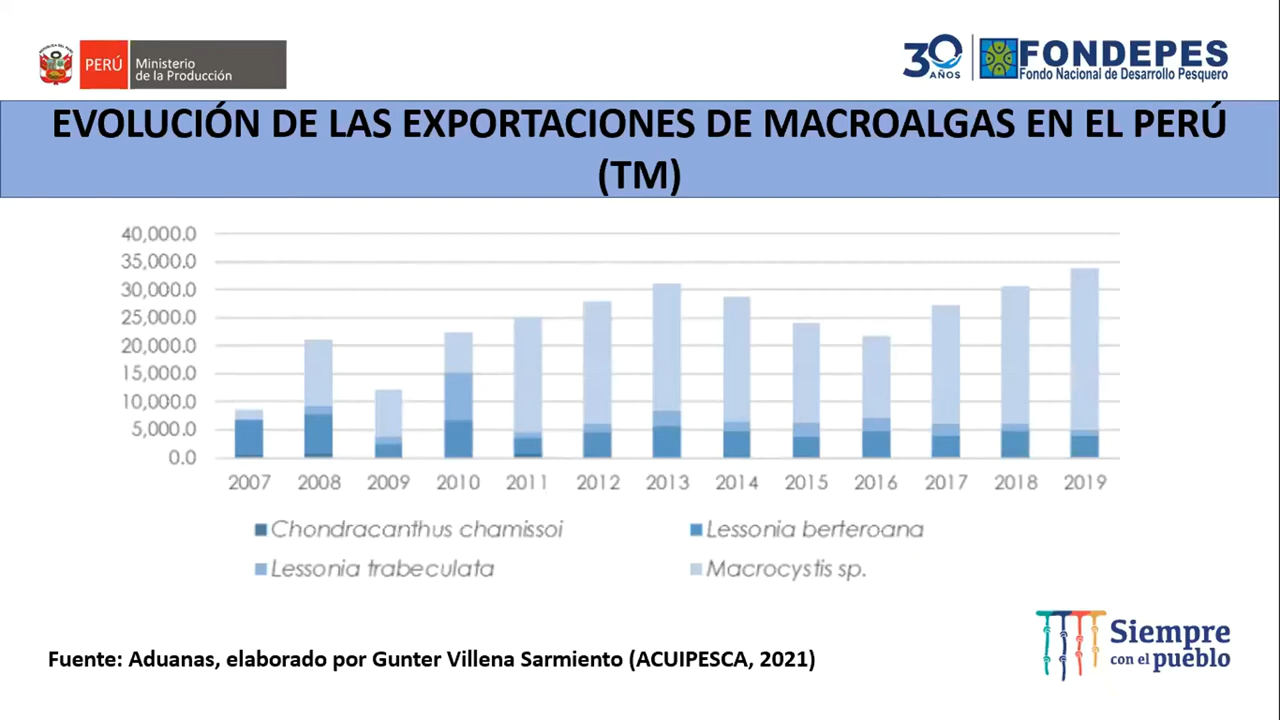 PERÚ
Ministerio
de la Producción
30 AÑOS
FONDEPES
Fondo Nacional de Desarrollo Pesquero
EVOLUCIÓN DE LAS EXPORTACIONES DE MACROALGAS EN EL PERÚ
(TM)
40,000.0
35,000.0
30,000.0
25,000.0
20,000.0
15,000.0
10,000.0
5,000.0
0.0
2007 2008 2009 2010 2011 2012 2013 2014 2015 2016 2017 2018 2019
Chondracanthus chamissoi Lessonia berteroana
Lessonia trabeculata Macrocystis sp.
Siempre
con el pueblo
Fuente: Aduanas, elaborado por Gunter Villena Sarmiento (ACUIPESCA, 2021)